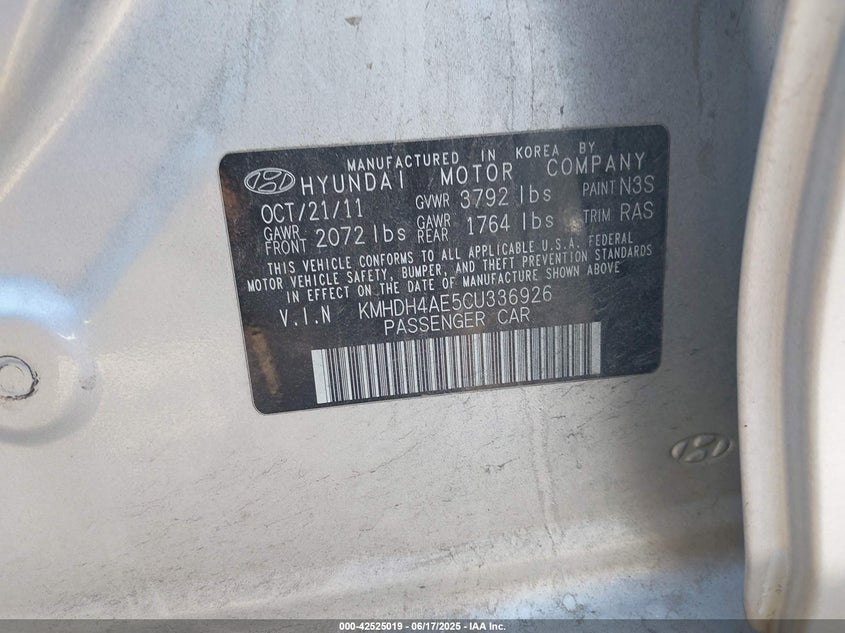 MANUFACTURED IN KOREA BY
HYUNDAI MOTOR COMPANY
OCT/21/11 GVWR 3792 lbs PAINT N3S
GAWR FRONT 2072 lbs GAWR REAR 1764 lbs TRIM RAS
THIS VEHICLE CONFORMS TO ALL APPLICABLE U.S.A. FEDERAL
MOTOR VEHICLE SAFETY, BUMPER, AND THEFT PREVENTION STANDARDS
IN EFFECT ON THE DATE OF MANUFACTURE SHOWN ABOVE
V.I.N KMHDH4AE5CU336926
PASSENGER CAR
000-42525019 - 06/17/2025 - IAA Inc.